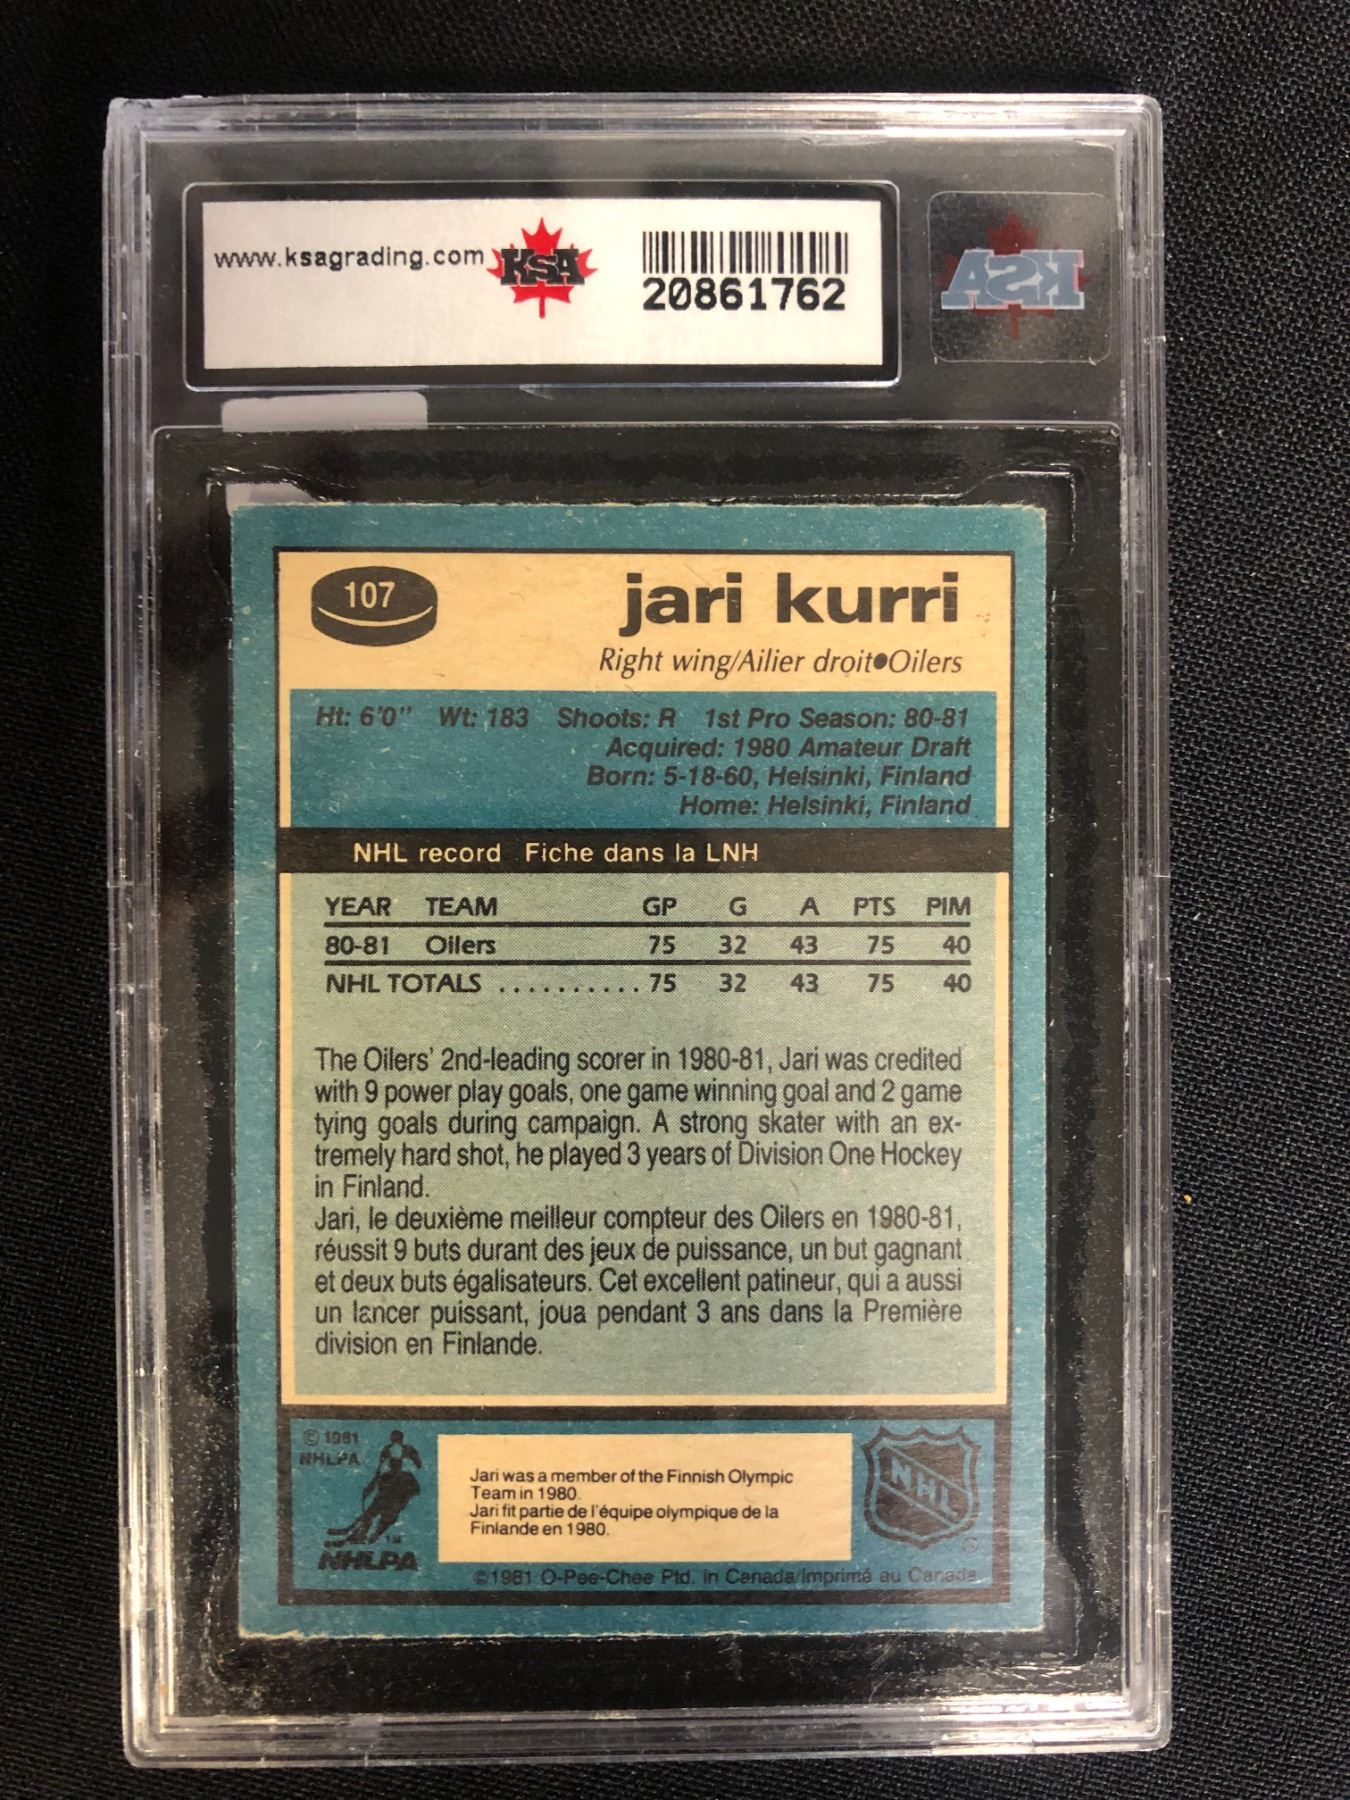 www.ksagrading.com KSA
20861762
KSA
107
jari kurri
Right wing/Ailier droit•Oilers
Ht: 6'0" Wt: 183 Shoots: R 1st Pro Season: 80-81
Acquired: 1980 Amateur Draft
Born: 5-18-60, Helsinki, Finland
Home: Helsinki, Finland
NHL record Fiche dans la LNH
YEAR TEAM GP G A PTS PIM
80-81 Oilers 75 32 43 75 40
NHL TOTALS .......... 75 32 43 75 40
The Oilers' 2nd-leading scorer in 1980-81, Jari was credited
with 9 power play goals, one game winning goal and 2 game
tying goals during campaign. A strong skater with an ex-
tremely hard shot, he played 3 years of Division One Hockey
in Finland.
Jari, le deuxième meilleur compteur des Oilers en 1980-81,
réussit 9 buts durant des jeux de puissance, un but gagnant
et deux buts égalisateurs. Cet excellent patineur, qui a aussi
un lancer puissant, joua pendant 3 ans dans la Première
division en Finlande.
© 1981
NHLPA
TM
NHLPA
Jari was a member of the Finnish Olympic
Team in 1980.
Jari fit partie de l'équipe olympique de la
Finlande en 1980.
NHL
®
©1981 O-Pee-Chee Ptd. in Canada/Imprimé au Canada